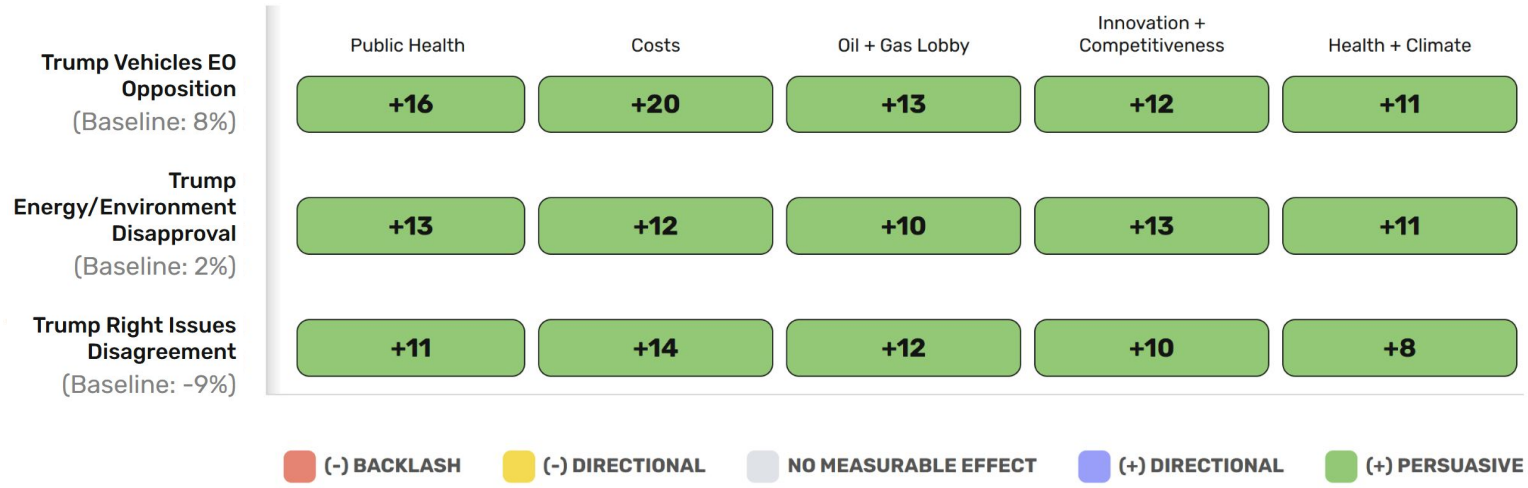 Public Health
Costs
Oil + Gas Lobby
Innovation +
Competitiveness
Health + Climate
Trump Vehicles EO
Opposition
(Baseline: 8%)
+16
+20
+13
+12
+11
Trump
Energy/Environment
Disapproval
(Baseline: 2%)
+13
+12
+10
+13
+11
Trump Right Issues
Disagreement
(Baseline: -9%)
+11
+14
+12
+10
+8
(-) BACKLASH
(-) DIRECTIONAL
NO MEASURABLE EFFECT
(+) DIRECTIONAL
(+) PERSUASIVE